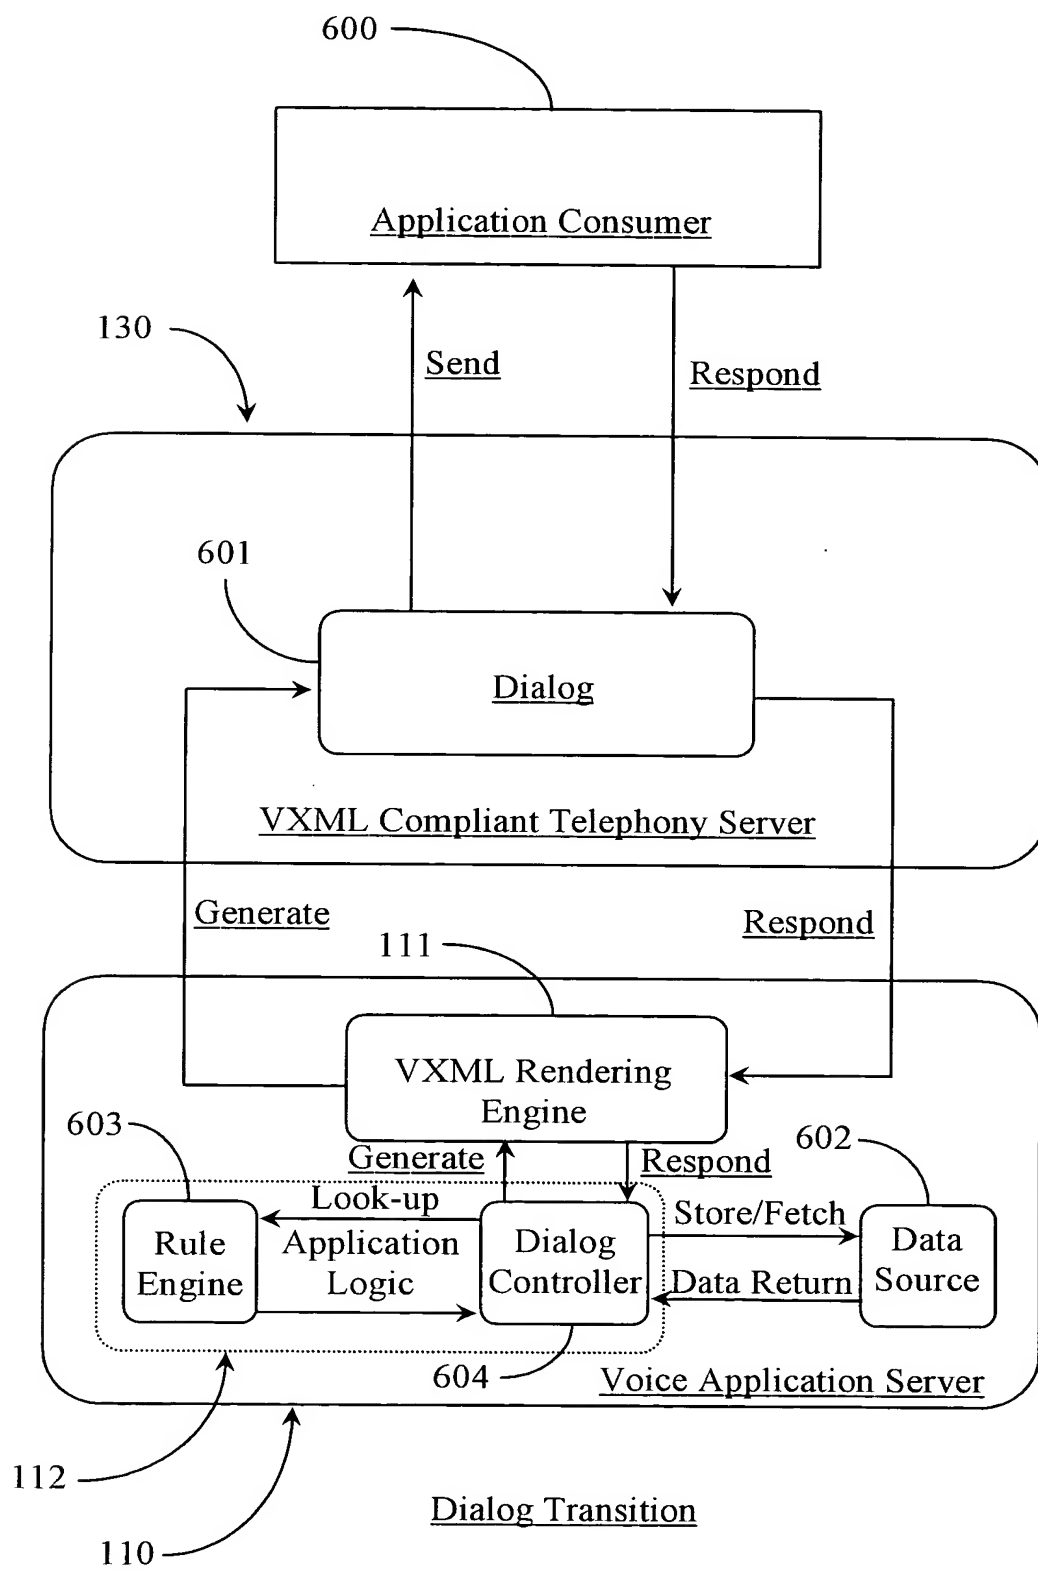 600
Application Consumer
130
Send
Respond
601
Dialog
VXML Compliant Telephony Server
Generate
Respond
111
VXML Rendering
Engine
603
602
Generate
Respond
Look-up
Store/Fetch
Rule
Engine
Application
Logic
Dialog
Controller
Data
Source
Data Return
604
Voice Application Server
112
Dialog Transition
110